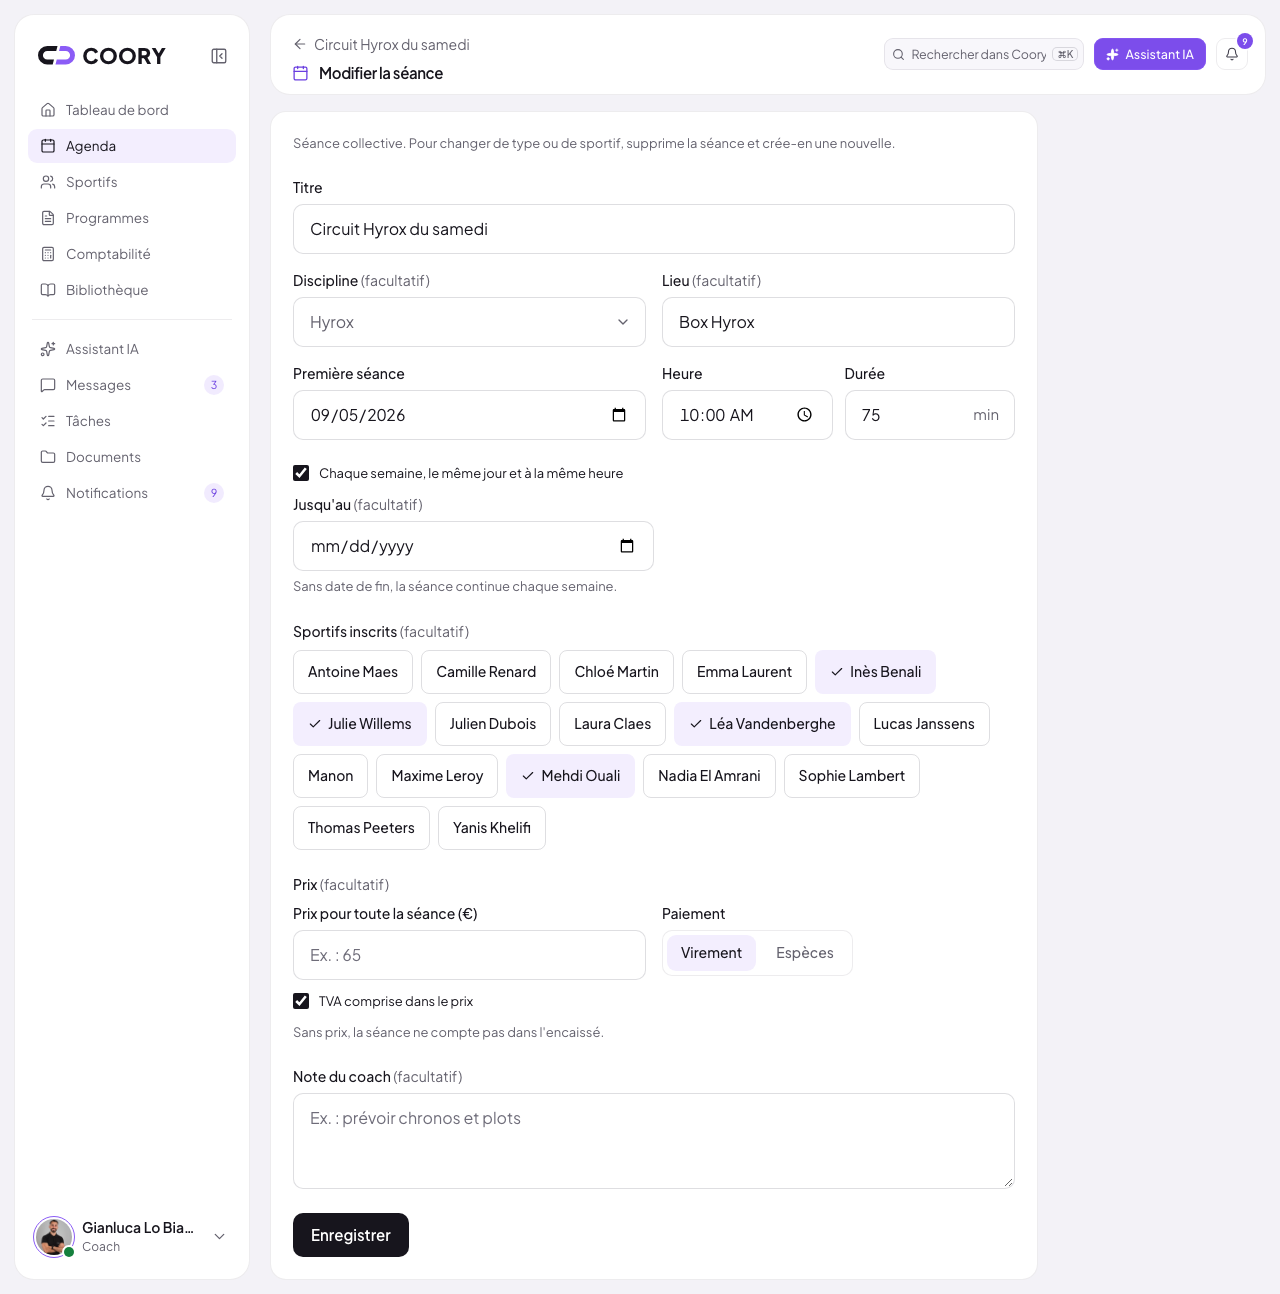 COORY
Tableau de bord
Agenda
Sportifs
Programmes
Comptabilité
Bibliothèque
Assistant IA
Messages 3
Tâches
Documents
Notifications 9
Gianluca Lo Bia...
Coach
Circuit Hyrox du samedi
Modifier la séance
Rechercher dans Coory ⌘K
Assistant IA
9
Séance collective. Pour changer de type ou de sportif, supprime la séance et crée-en une nouvelle.
Titre
Circuit Hyrox du samedi
Discipline (facultatif) Lieu (facultatif)
Hyrox Box Hyrox
Première séance Heure Durée
09/05/2026 10:00 AM 75 min
Chaque semaine, le même jour et à la même heure
Jusqu'au (facultatif)
mm/dd/yyyy
Sans date de fin, la séance continue chaque semaine.
Sportifs inscrits (facultatif)
Antoine Maes Camille Renard Chloé Martin Emma Laurent Inès Benali
Julie Willems Julien Dubois Laura Claes Léa Vandenberghe Lucas Janssens
Manon Maxime Leroy Mehdi Ouali Nadia El Amrani Sophie Lambert
Thomas Peeters Yanis Khelifi
Prix (facultatif)
Prix pour toute la séance (€) Paiement
Ex. : 65 Virement Espèces
TVA comprise dans le prix
Sans prix, la séance ne compte pas dans l'encaissé.
Note du coach (facultatif)
Ex. : prévoir chronos et plots
Enregistrer